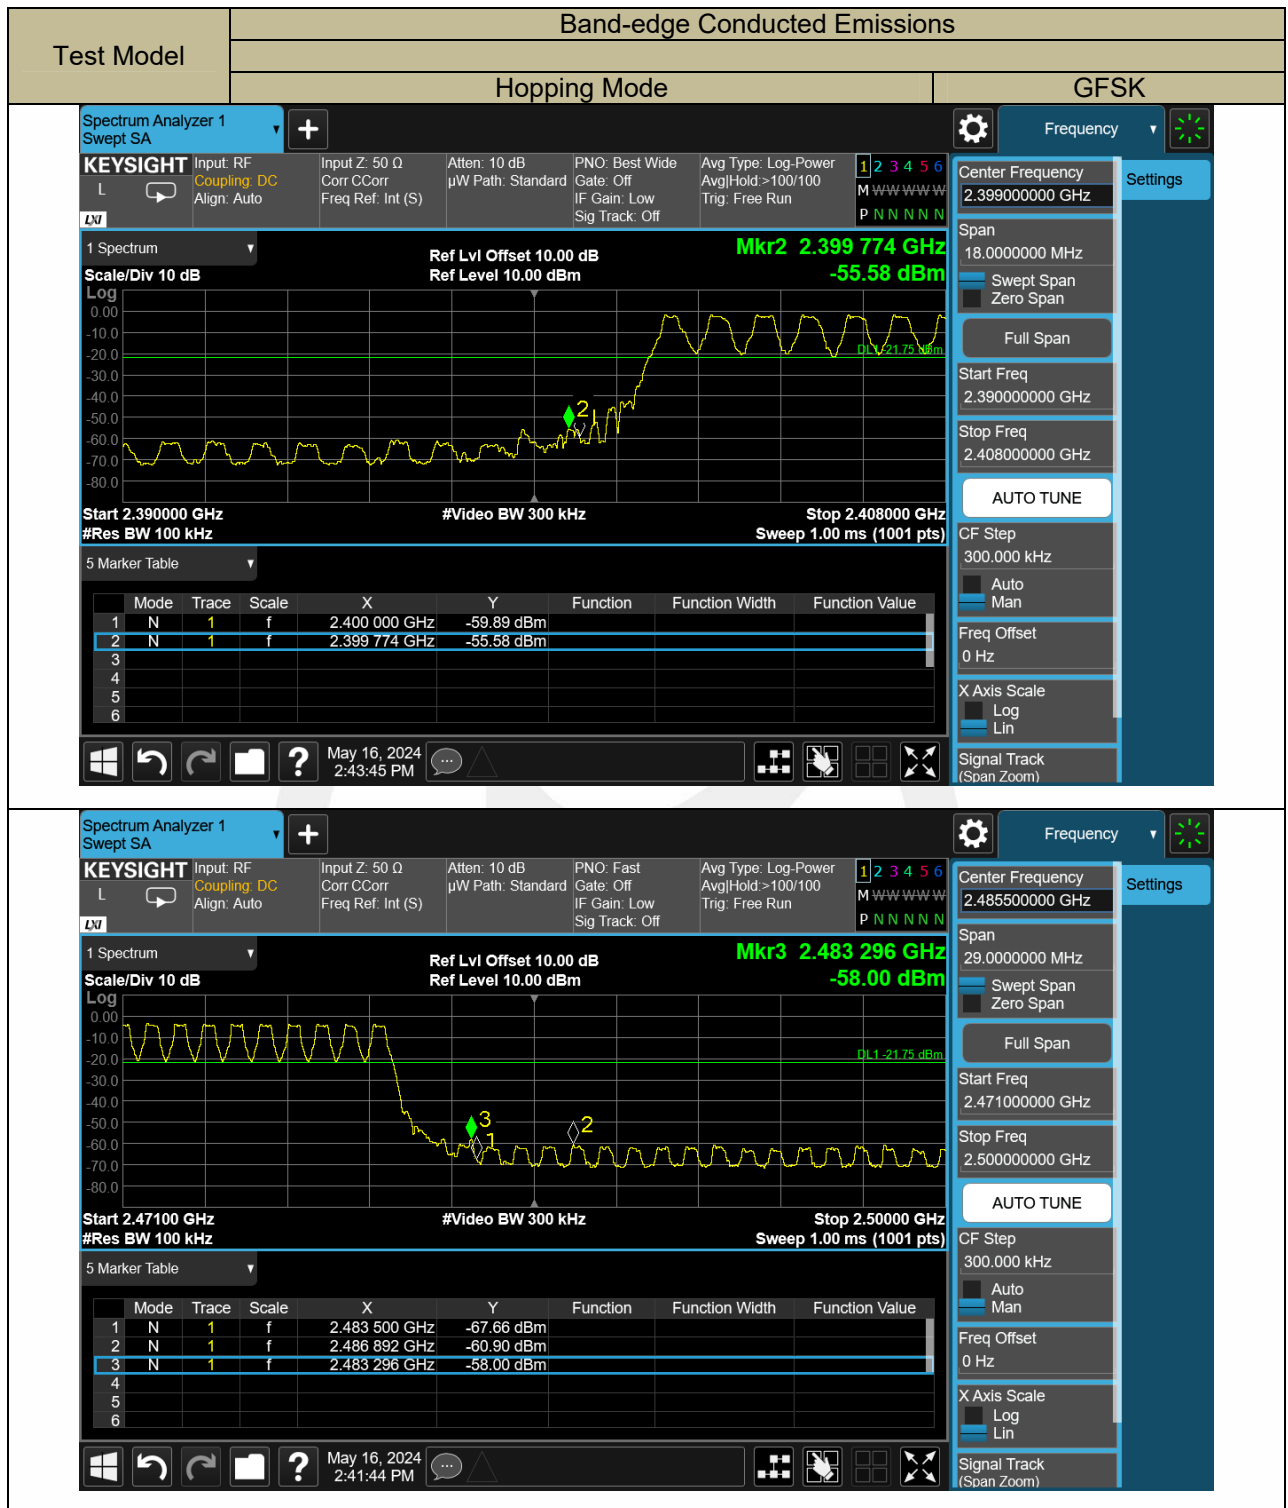 Test Model
Band-edge Conducted Emissions
Hopping Mode
GFSK
Spectrum Analyzer 1
Swept SA
+
Frequency
KEYSIGHT
L
LXI
Input: RF
Coupling: DC
Align: Auto
Input Z: 50 Ω
Corr CCorr
Freq Ref: Int (S)
Atten: 10 dB
µW Path: Standard
PNO: Best Wide
Gate: Off
IF Gain: Low
Sig Track: Off
Avg Type: Log-Power
Avg|Hold:>100/100
Trig: Free Run
1 2 3 4 5 6
M W W W W W
P N N N N N
1 Spectrum
Scale/Div 10 dB
Ref Lvl Offset 10.00 dB
Ref Level 10.00 dBm
Mkr2 2.399 774 GHz
-55.58 dBm
Log
0.00
-10.0
-20.0
-30.0
-40.0
-50.0
-60.0
-70.0
-80.0
DL1 -21.75 dBm
2
Start 2.390000 GHz
#Res BW 100 kHz
#Video BW 300 kHz
Stop 2.408000 GHz
Sweep 1.00 ms (1001 pts)
5 Marker Table
Mode Trace Scale X Y Function Function Width Function Value
1 N 1 f 2.400 000 GHz -59.89 dBm
2 N 1 f 2.399 774 GHz -55.58 dBm
3
4
5
6
?
May 16, 2024
2:43:45 PM
Center Frequency
2.399000000 GHz
Settings
Span
18.0000000 MHz
Swept Span
Zero Span
Full Span
Start Freq
2.390000000 GHz
Stop Freq
2.408000000 GHz
AUTO TUNE
CF Step
300.000 kHz
Auto
Man
Freq Offset
0 Hz
X Axis Scale
Log
Lin
Signal Track
(Span Zoom)
Spectrum Analyzer 1
Swept SA
+
Frequency
KEYSIGHT
L
LXI
Input: RF
Coupling: DC
Align: Auto
Input Z: 50 Ω
Corr CCorr
Freq Ref: Int (S)
Atten: 10 dB
µW Path: Standard
PNO: Fast
Gate: Off
IF Gain: Low
Sig Track: Off
Avg Type: Log-Power
Avg|Hold:>100/100
Trig: Free Run
1 2 3 4 5 6
M W W W W W
P N N N N N
1 Spectrum
Scale/Div 10 dB
Ref Lvl Offset 10.00 dB
Ref Level 10.00 dBm
Mkr3 2.483 296 GHz
-58.00 dBm
Log
0.00
-10.0
-20.0
-30.0
-40.0
-50.0
-60.0
-70.0
-80.0
DL1 -21.75 dBm
3
1
2
Start 2.47100 GHz
#Res BW 100 kHz
#Video BW 300 kHz
Stop 2.50000 GHz
Sweep 1.00 ms (1001 pts)
5 Marker Table
Mode Trace Scale X Y Function Function Width Function Value
1 N 1 f 2.483 500 GHz -67.66 dBm
2 N 1 f 2.486 892 GHz -60.90 dBm
3 N 1 f 2.483 296 GHz -58.00 dBm
4
5
6
?
May 16, 2024
2:41:44 PM
Center Frequency
2.485500000 GHz
Settings
Span
29.0000000 MHz
Swept Span
Zero Span
Full Span
Start Freq
2.471000000 GHz
Stop Freq
2.500000000 GHz
AUTO TUNE
CF Step
300.000 kHz
Auto
Man
Freq Offset
0 Hz
X Axis Scale
Log
Lin
Signal Track
(Span Zoom)